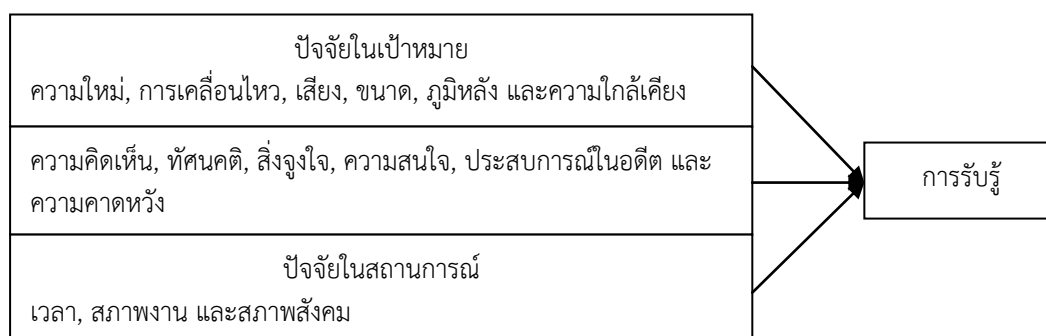 ปัจจัยในเป้าหมาย
ความใหม่, การเคลื่อนไหว, เสียง, ขนาด, ภูมิหลัง และความใกล้เคียง
ความคิดเห็น, ทัศนคติ, สิ่งจูงใจ, ความสนใจ, ประสบการณ์ในอดีต และ
ความคาดหวัง
ปัจจัยในสถานการณ์
เวลา, สภาพงาน และสภาพสังคม
การรับรู้